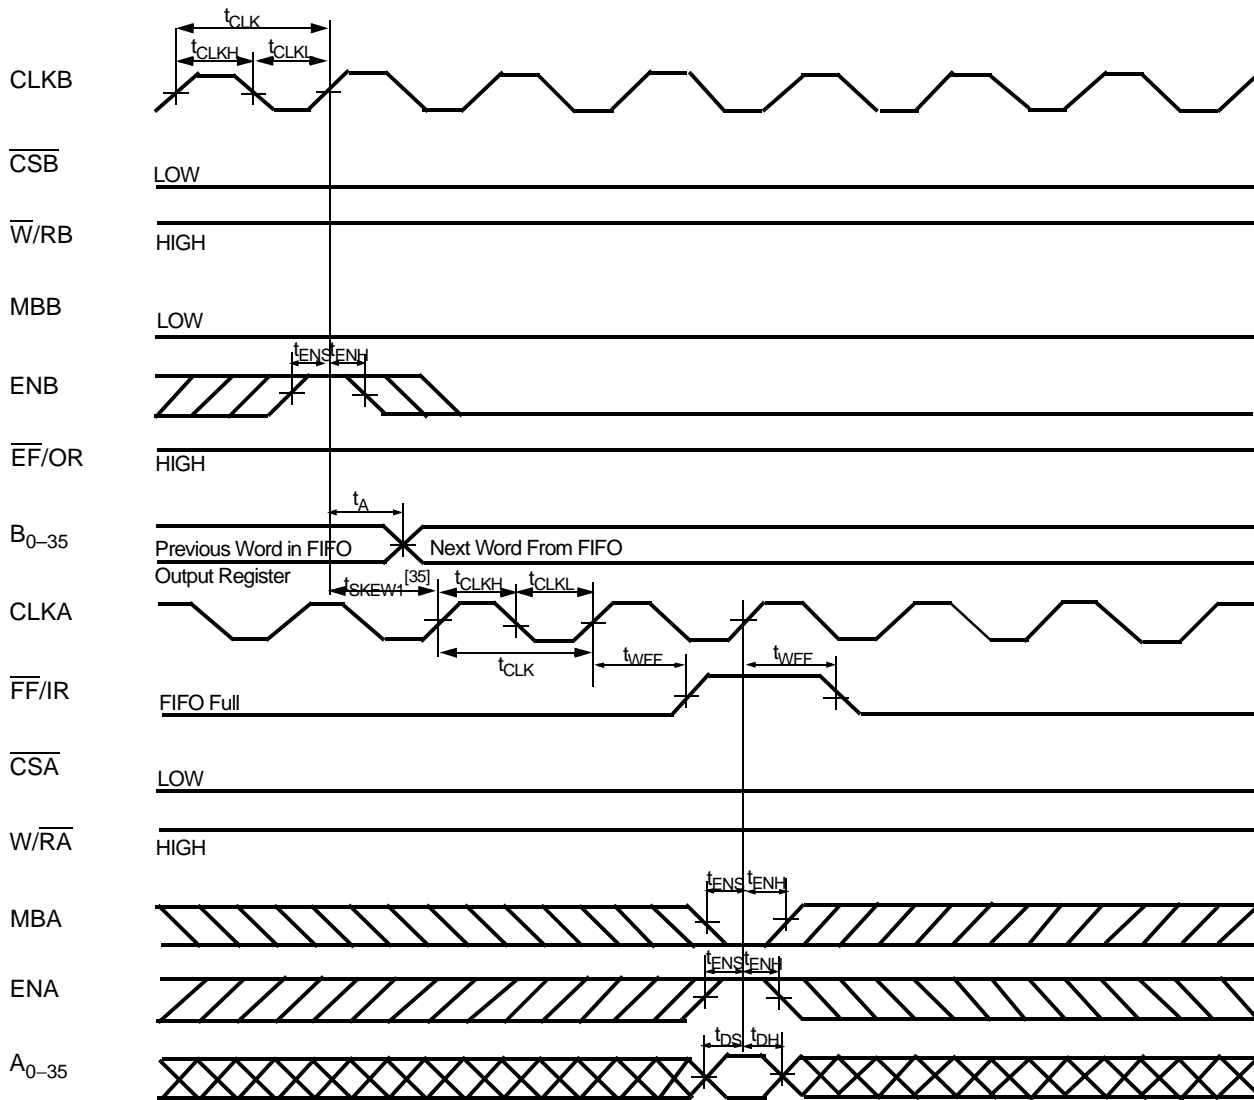 tCLK
tCLKH tCLKL
CLKB
CSB
LOW
W/RB
HIGH
MBB
LOW
tENS tENH
ENB
EF/OR
HIGH
tA
B0–35
Previous Word in FIFO Next Word From FIFO
Output Register
tSKEW1[35] tCLKH tCLKL
CLKA
tCLK
tWFF tWFF
FF/IR
FIFO Full
CSA
LOW
W/RA
HIGH
tENS tENH
MBA
tENS tENH
ENA
tDS tDH
A0–35